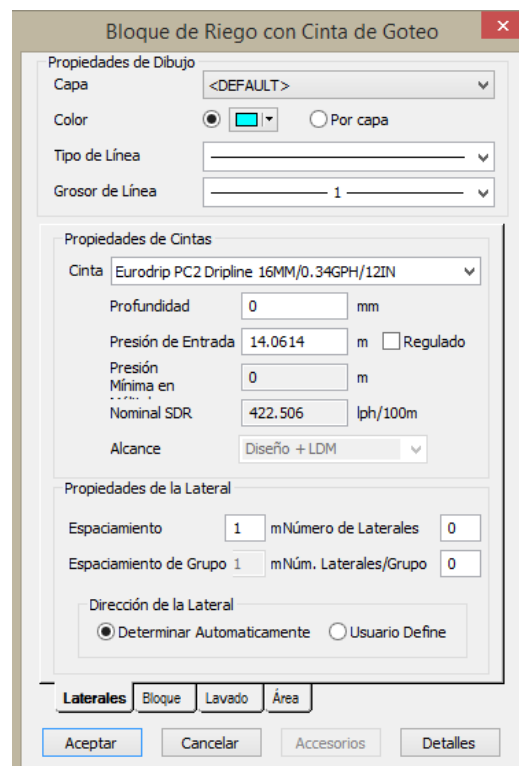 Bloque de Riego con Cinta de Goteo
Propiedades de Dibujo
Capa <DEFAULT>
Color Por capa
Tipo de Línea
Grosor de Línea 1
Propiedades de Cintas
Cinta Eurodrip PC2 Dripline 16MM/0.34GPH/12IN
Profundidad 0 mm
Presión de Entrada 14.0614 m Regulado
Presión
Mínima en 0 m
Nominal SDR 422.506 lph/100m
Alcance Diseño + LDM
Propiedades de la Lateral
Espaciamiento 1 mNúmero de Laterales 0
Espaciamiento de Grupo 1 mNúm. Laterales/Grupo 0
Dirección de la Lateral
Determinar Automaticamente Usuario Define
Laterales Bloque Lavado Área
Aceptar Cancelar Accesorios Detalles